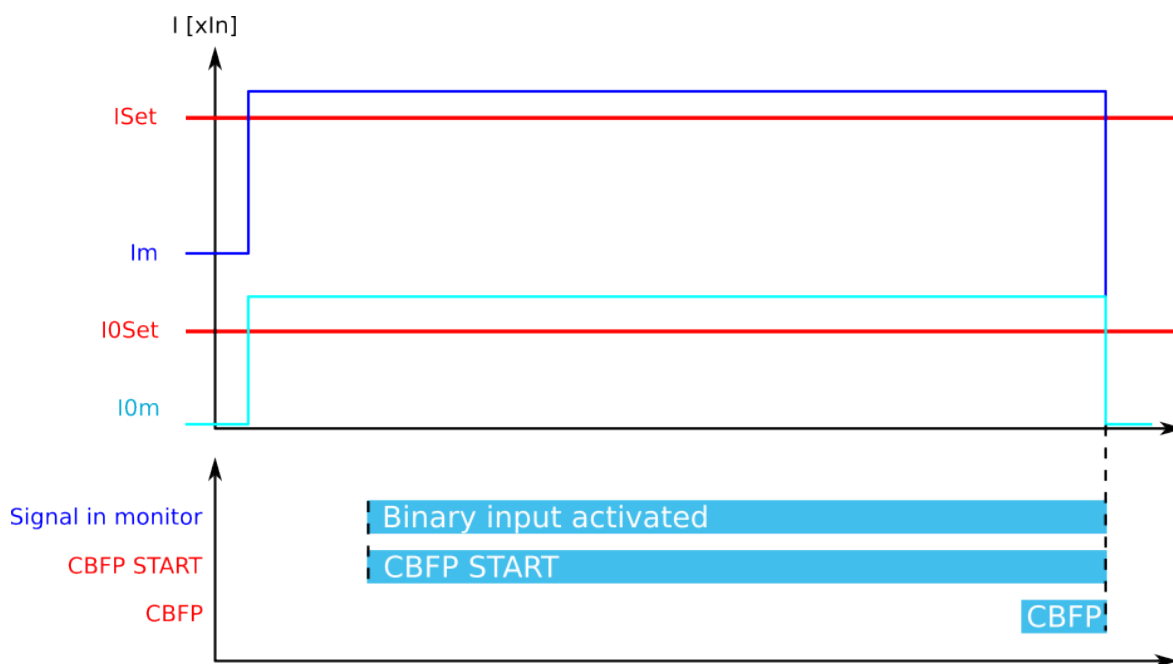 I [xIn]
ISet
Im
I0Set
I0m
Signal in monitor
Binary input activated
CBFP START
CBFP START
CBFP
CBFP